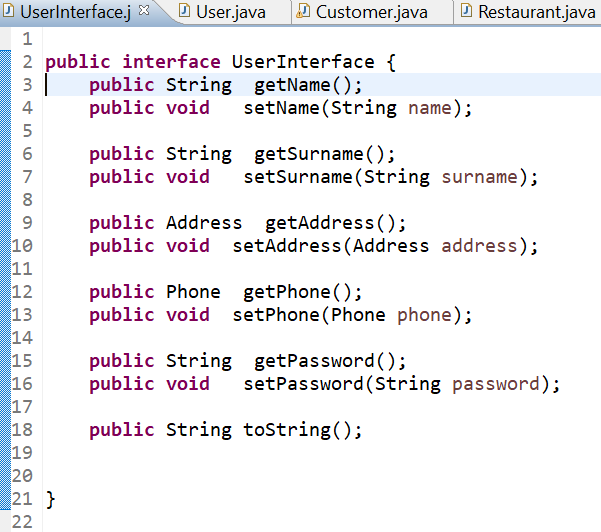 UserInterface.j User.java Customer.java Restaurant.java
1
2 public interface UserInterface {
3     public String  getName();
4     public void   setName(String name);
5
6     public String  getSurname();
7     public void   setSurname(String surname);
8
9     public Address  getAddress();
10     public void  setAddress(Address address);
11
12     public Phone  getPhone();
13     public void  setPhone(Phone phone);
14
15     public String  getPassword();
16     public void   setPassword(String password);
17
18     public String toString();
19
20
21 }
22